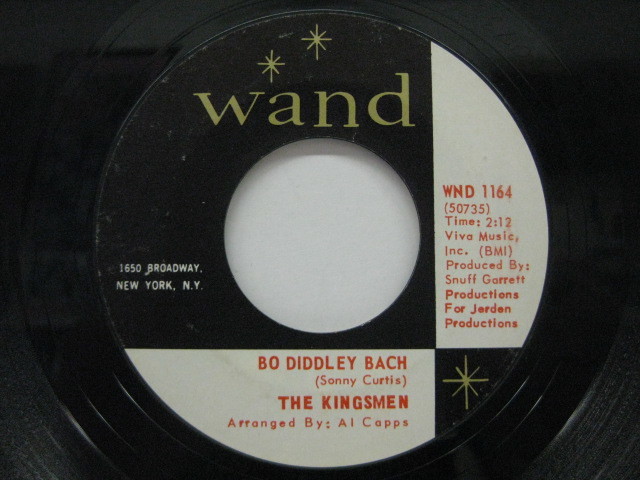 wand
WND 1164
(50735)
Time: 2:12
Viva Music,
Inc. (BMI)
Produced By:
Snuff Garrett
Productions
For Jerden
Productions
1650 BROADWAY,
NEW YORK, N.Y.
BO DIDDLEY BACH
(Sonny Curtis)
THE KINGSMEN
Arranged By: Al Capps